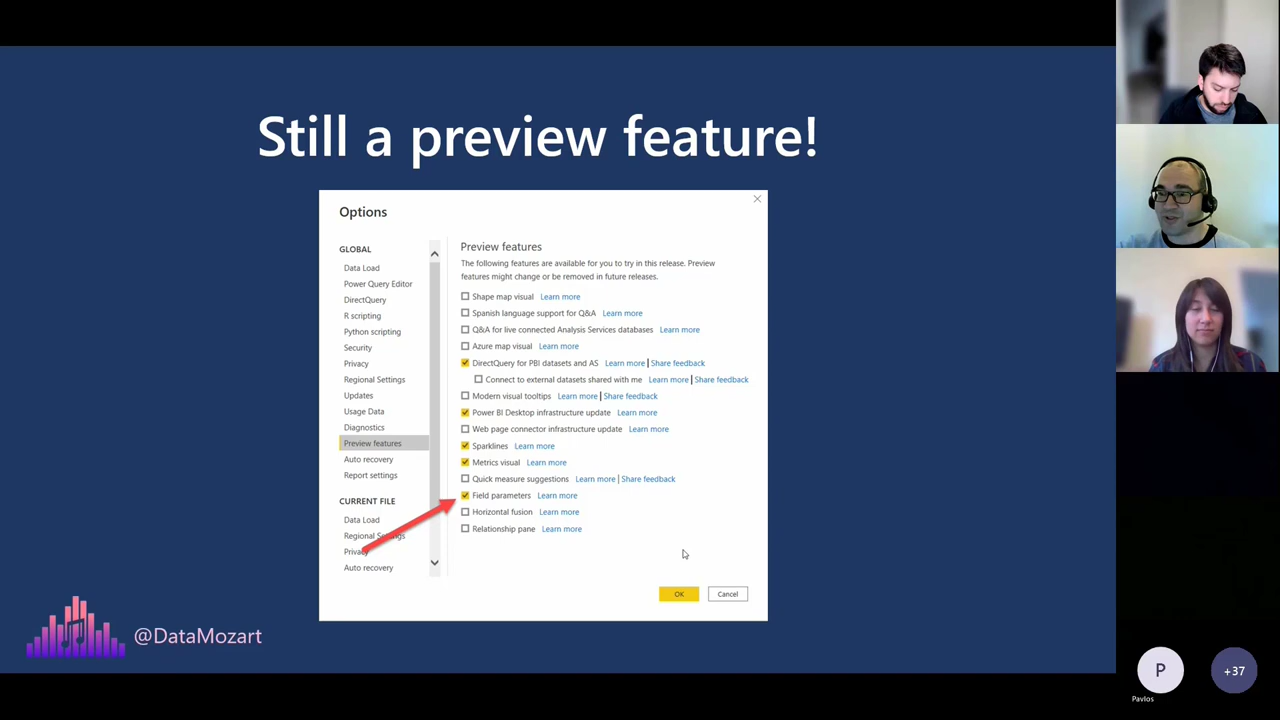 Still a preview feature!
Options
GLOBAL
Data Load
Power Query Editor
DirectQuery
R scripting
Python scripting
Security
Privacy
Regional Settings
Updates
Usage Data
Diagnostics
Preview features
Auto recovery
Report settings
CURRENT FILE
Data Load
Regional Settings
Privacy
Auto recovery
Preview features
The following features are available for you to try in this release. Preview
features might change or be removed in future releases.
Shape map visual Learn more
Spanish language support for Q&A Learn more
Q&A for live connected Analysis Services databases Learn more
Azure map visual Learn more
DirectQuery for PBI datasets and AS Learn more | Share feedback
Connect to external datasets shared with me Learn more | Share feedback
Modern visual tooltips Learn more | Share feedback
Power BI Desktop infrastructure update Learn more
Web page connector infrastructure update Learn more
Sparklines Learn more
Metrics visual Learn more
Quick measure suggestions Learn more | Share feedback
Field parameters Learn more
Horizontal fusion Learn more
Relationship pane Learn more
OK Cancel
@DataMozart
P
+37
Pavlos